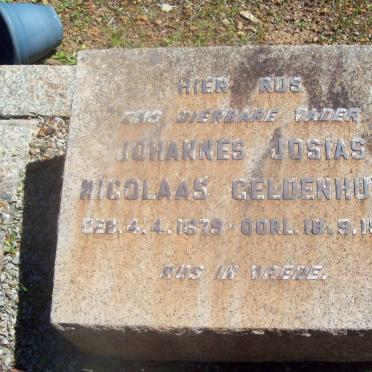 HIER RUS
ONS DIERBARE VADER
JOHANNES JOSIAS
NICOLAAS GELDENHU
GEB. 4.4.1879 OORL. 18.9.19
RUS IN VREDE.